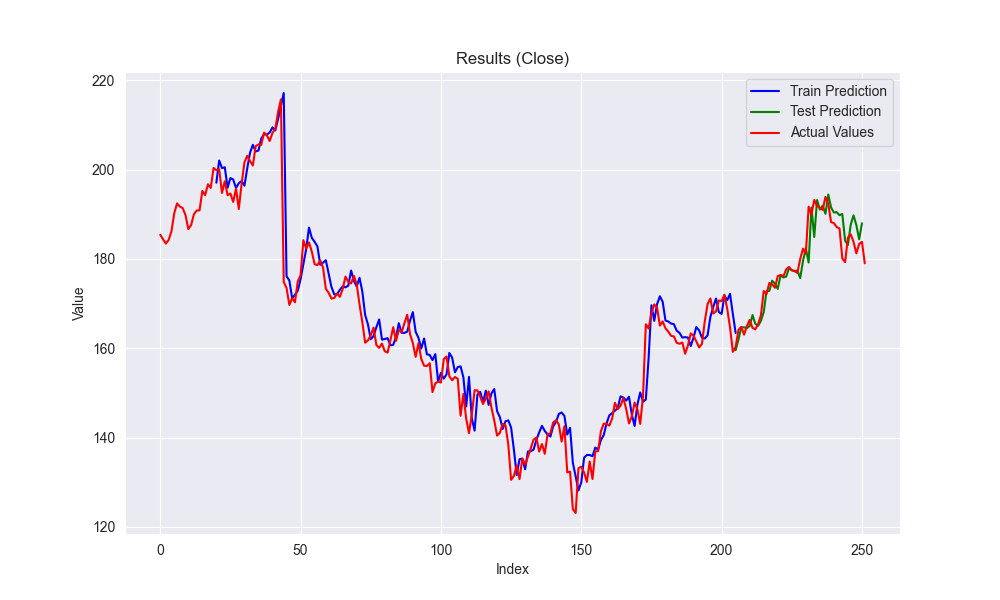 Results (Close)
220
200
180
160
140
120
Value
0 50 100 150 200 250
Index
Train Prediction
Test Prediction
Actual Values